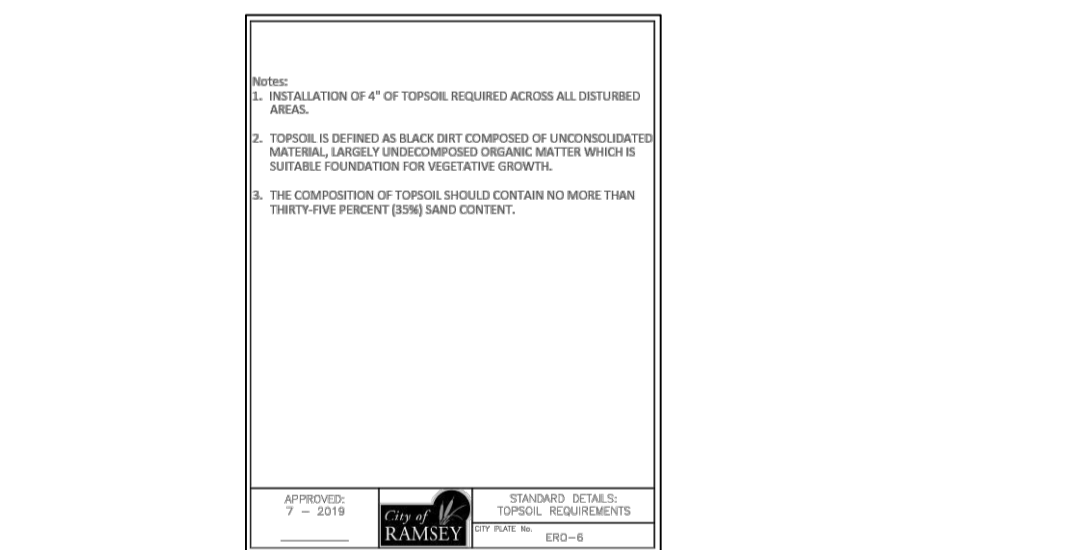 Notes:
1. INSTALLATION OF 4" OF TOPSOIL REQUIRED ACROSS ALL DISTURBED
AREAS.
2. TOPSOIL IS DEFINED AS BLACK DIRT COMPOSED OF UNCONSOLIDATED
MATERIAL, LARGELY UNDECOMPOSED ORGANIC MATTER WHICH IS
SUITABLE FOUNDATION FOR VEGETATIVE GROWTH.
3. THE COMPOSITION OF TOPSOIL SHOULD CONTAIN NO MORE THAN
THIRTY-FIVE PERCENT (35%) SAND CONTENT.
APPROVED:
7 - 2019
City of
RAMSEY
STANDARD DETAILS:
TOPSOIL REQUIREMENTS
CITY PLATE No.
ERO-6